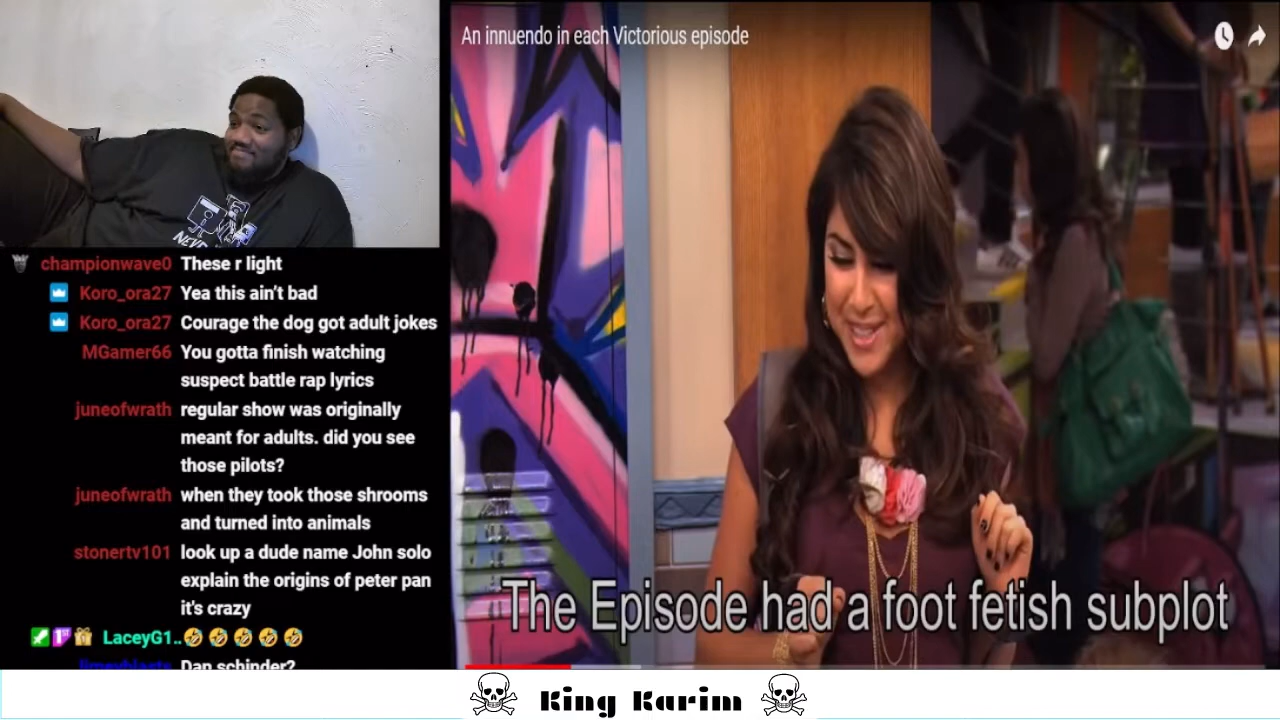 An innuendo in each Victorious episode
championwave0 These r light
Koro_ora27 Yea this ain't bad
Koro_ora27 Courage the dog got adult jokes
MGamer66 You gotta finish watching
suspect battle rap lyrics
juneofwrath regular show was originally
meant for adults. did you see
those pilots?
juneofwrath when they took those shrooms
and turned into animals
stonertv101 look up a dude name John solo
explain the origins of peter pan
it's crazy
LaceyG1..🤣🤣🤣🤣🤣
Dan schinder?
The Episode had a foot fetish subplot
King Karim